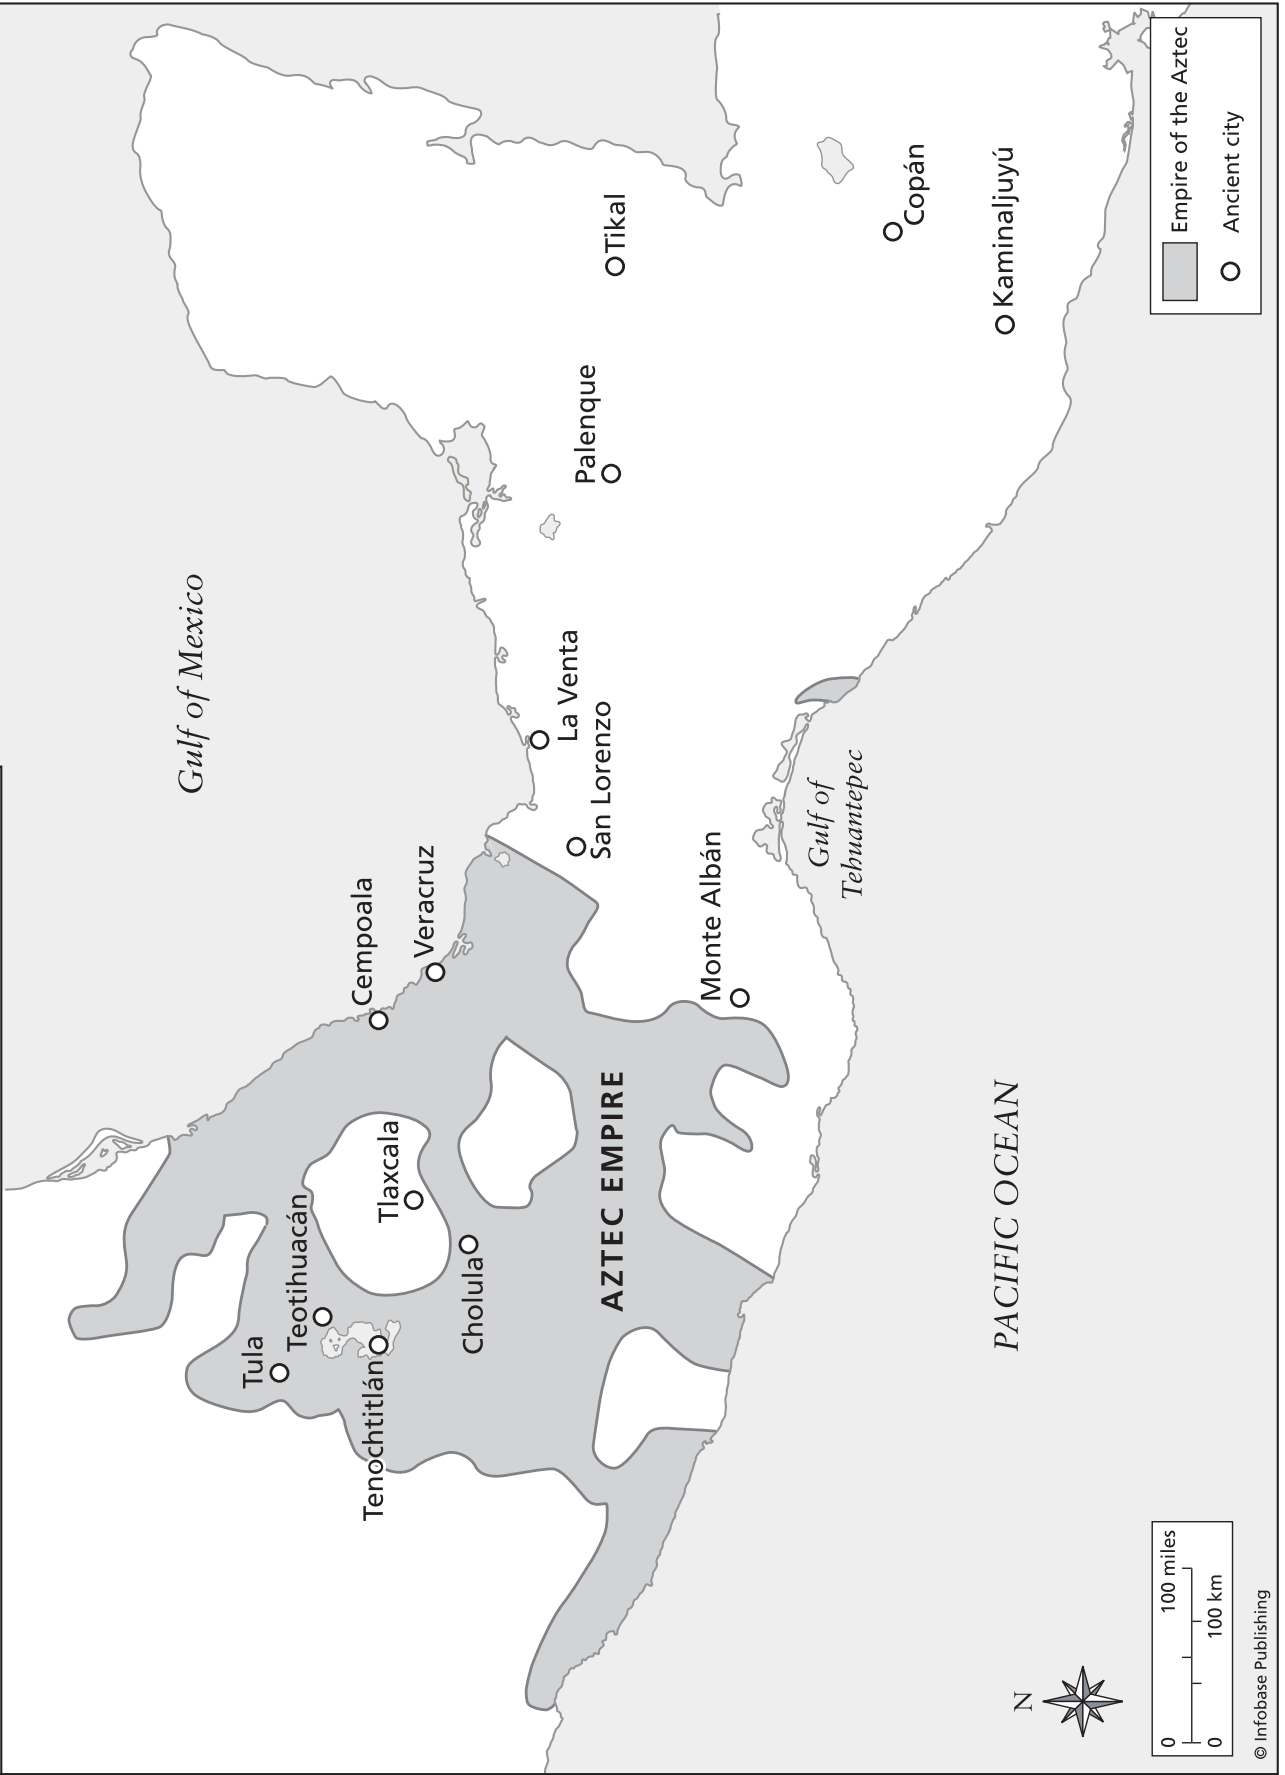 Gulf of Mexico
Tula
Teotihuacán
Tenochtitlán
Tlaxcala
Cholula
Cempoala
Veracruz
AZTEC EMPIRE
La Venta
San Lorenzo
Monte Albán
Palenque
Tikal
Copán
Kaminaljuyú
Gulf of
Tehuantepec
PACIFIC OCEAN
N
0 100 miles
0 100 km
© Infobase Publishing
Empire of the Aztec
Ancient city